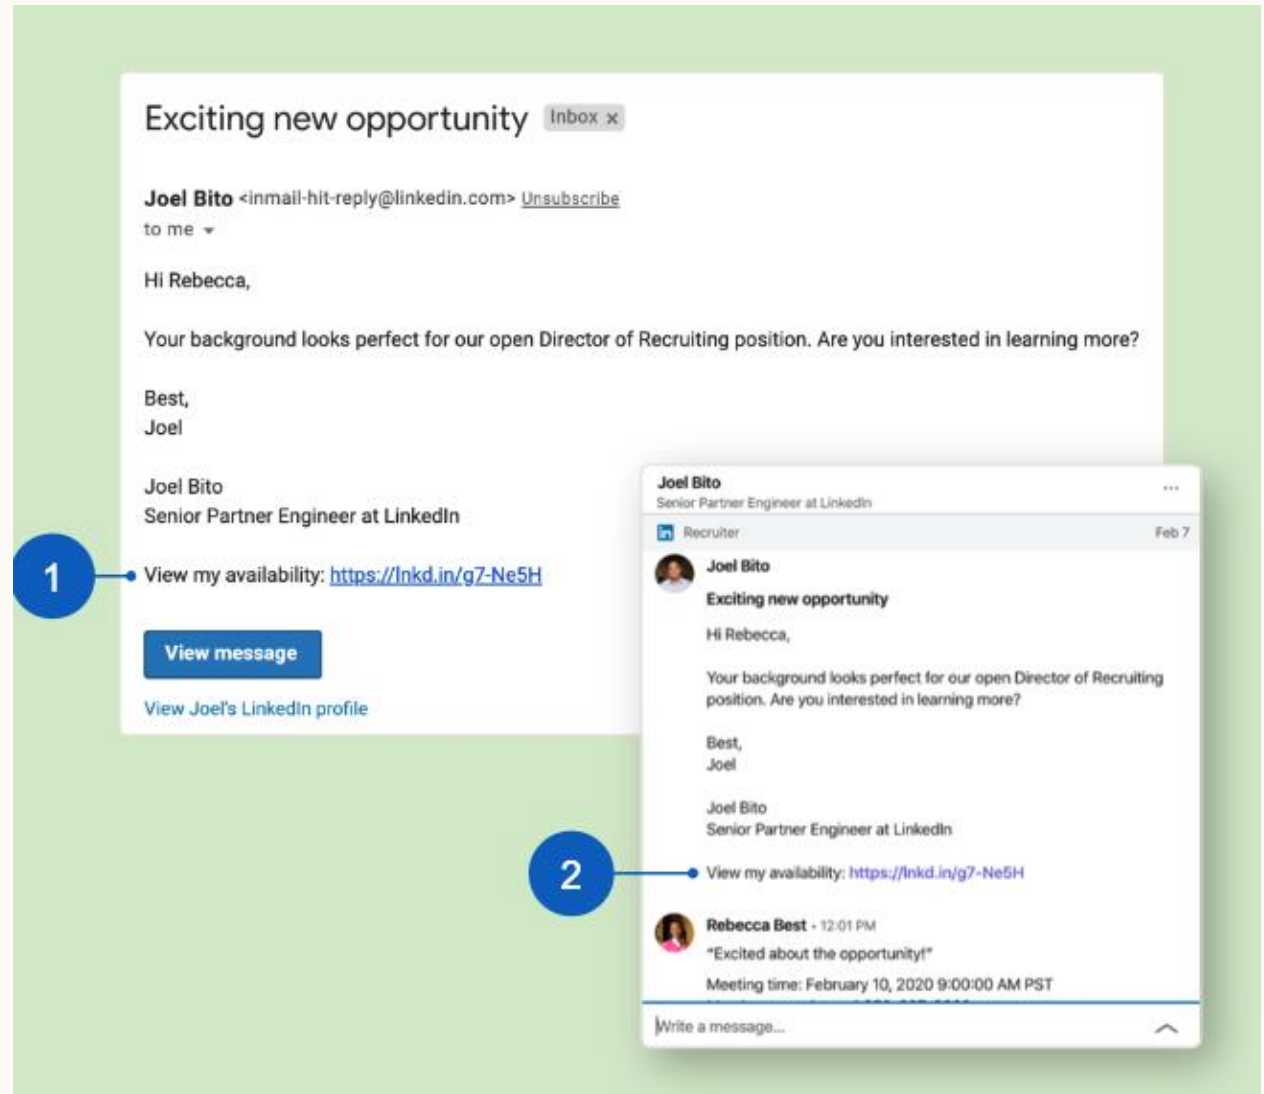 Exciting new opportunity Inbox x
Joel Bito <inmail-hit-reply@linkedin.com> Unsubscribe
to me
Hi Rebecca,
Your background looks perfect for our open Director of Recruiting position. Are you interested in learning more?
Best,
Joel
Joel Bito
Senior Partner Engineer at LinkedIn
1
View my availability: https://lnkd.in/g7-Ne5H
View message
View Joel's LinkedIn profile
Joel Bito
...
Senior Partner Engineer at LinkedIn
in Recruiter Feb 7
Joel Bito
Exciting new opportunity
Hi Rebecca,
Your background looks perfect for our open Director of Recruiting
position. Are you interested in learning more?
Best,
Joel
Joel Bito
Senior Partner Engineer at LinkedIn
2
View my availability: https://lnkd.in/g7-Ne5H
Rebecca Best - 12:01 PM
"Excited about the opportunity!"
Meeting time: February 10, 2020 9:00:00 AM PST
Write a message...